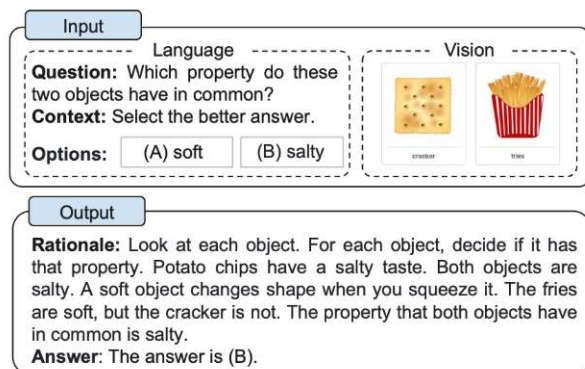 Input
Language
Vision
Question: Which property do these
two objects have in common?
Context: Select the better answer.
Options:
(A) soft
(B) salty
cracker
fries
Output
Rationale: Look at each object. For each object, decide if it has
that property. Potato chips have a salty taste. Both objects are
salty. A soft object changes shape when you squeeze it. The fries
are soft, but the cracker is not. The property that both objects have
in common is salty.
Answer: The answer is (B).